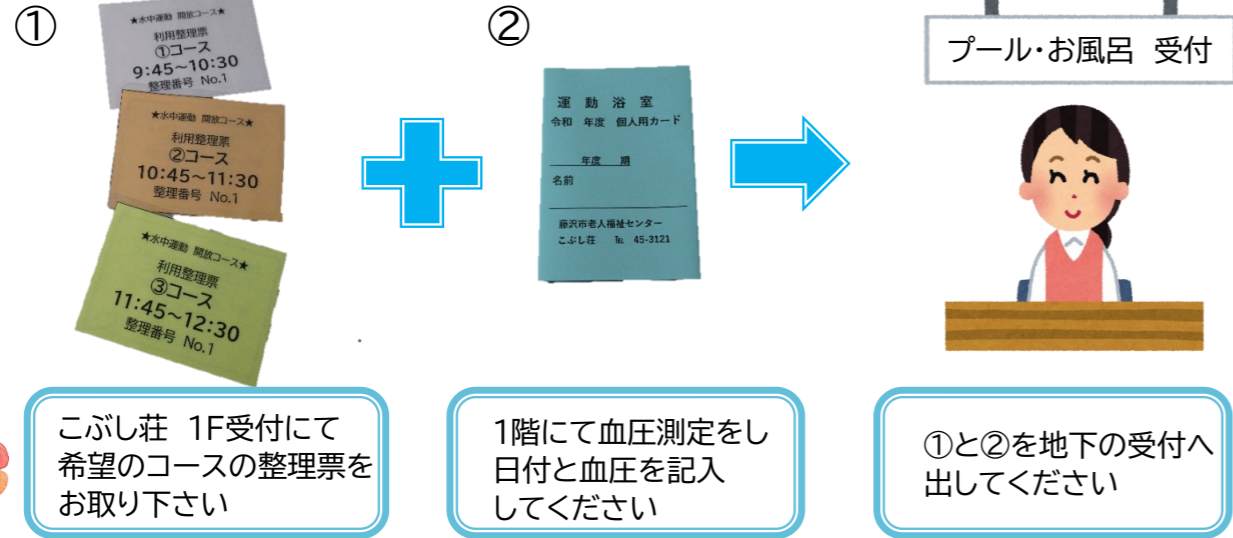 ①
★水中運動 開放コース★
利用整理票
①コース
9:45～10:30
整理番号 No.1
★水中運動 開放コース★
利用整理票
②コース
10:45～11:30
整理番号 No.1
★水中運動 開放コース★
利用整理票
③コース
11:45～12:30
整理番号 No.1
こぶし荘 1F受付にて
希望のコースの整理票を
お取り下さい
②
運動浴室
令和 年度 個人用カード
年度 期
名前
藤沢市老人福祉センター
こぶし荘 ℡ 45-3121
1階にて血圧測定をし
日付と血圧を記入
してください
プール・お風呂 受付
①と②を地下の受付へ
出してください